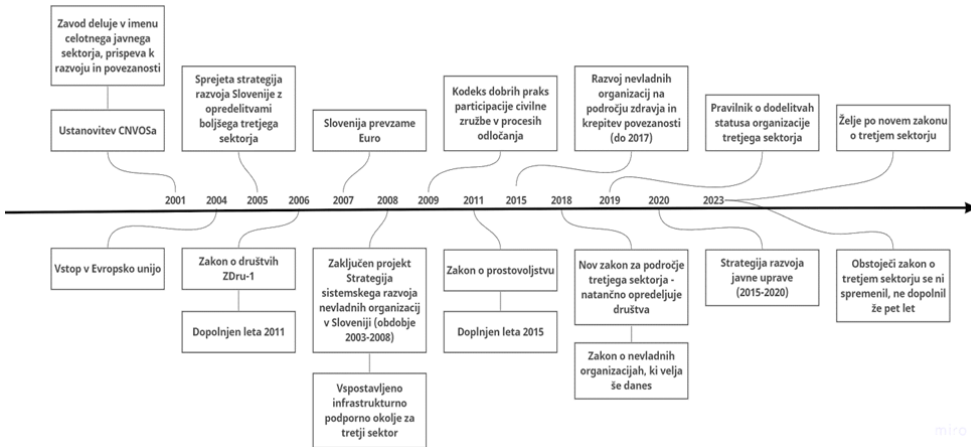 Zavod deluje v imenu
celotnega javnega
sektorja, prispeva k
razvoju in povezanosti
Ustanovitev CNVOSa
Sprejeta strategija
razvoja Slovenije z
opredelitvami
boljšega tretjega
sektorja
Slovenija prevzame
Euro
Kodeks dobrih praks
participacije civilne
zružbe v procesih
odločanja
Razvoj nevladnih
organizacij na
področju zdravja in
krepitev povezanosti
(do 2017)
Pravilnik o dodelitvah
statusa organizacije
tretjega sektorja
Želje po novem zakonu
o tretjem sektorju
2001 2004 2005 2006 2007 2008 2009 2011 2015 2018 2019 2020 2023
Vstop v Evropsko unijo
Zakon o društvih
ZDru-1
Dopolnjen leta 2011
Zaključen projekt
Strategija
sistemskega razvoja
nevladnih organizacij
v Sloveniji (obdobje
2003-2008)
Vspostavljeno
infrastrukturno
podporno okolje za
tretji sektor
Zakon o prostovoljstvu
Doplnjen leta 2015
Nov zakon za področje
tretjega sektorja -
natančno opredeljuje
društva
Zakon o nevladnih
organizacijah, ki velja
še danes
Strategija razvoja
javne uprave
(2015-2020)
Obstoječi zakon o
tretjem sektorju se ni
spremenil, ne dopolnil
že pet let
miro